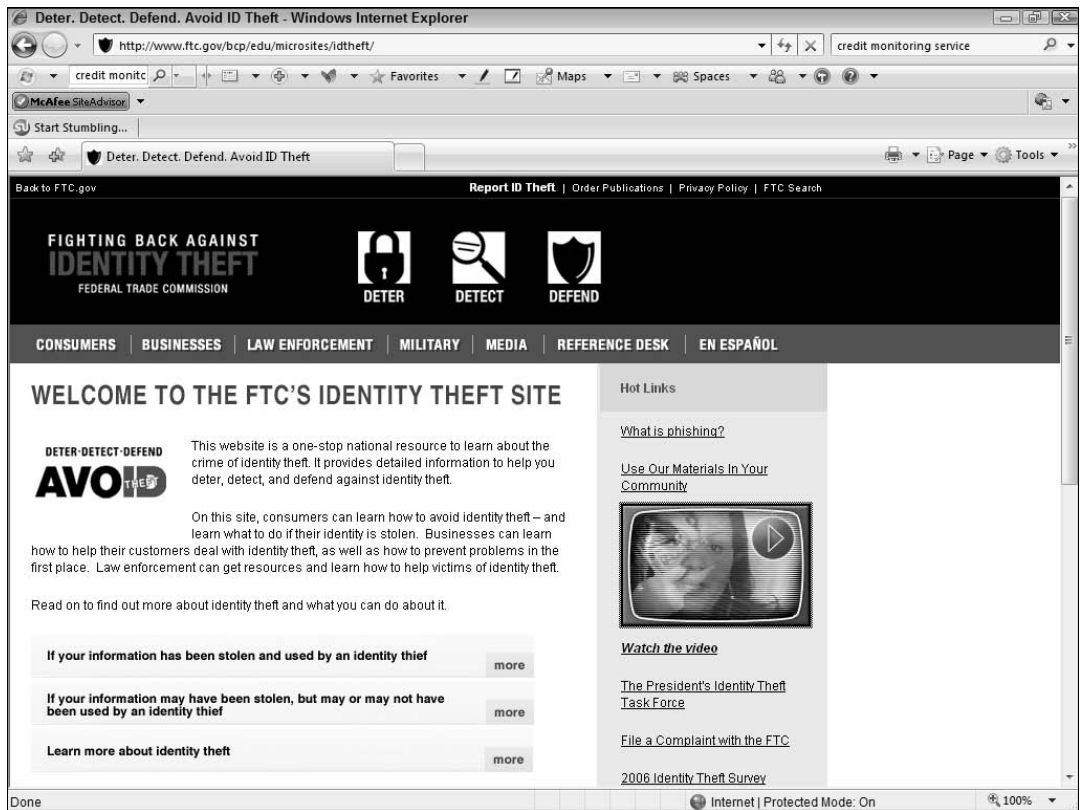 Deter. Detect. Defend. Avoid ID Theft - Windows Internet Explorer
http://www.ftc.gov/bcp/edu/microsites/idtheft/
credit monitoring service
credit monitc
Favorites
Maps
Spaces
McAfee SiteAdvisor
Start Stumbling...
Deter. Detect. Defend. Avoid ID Theft
Page
Tools
Back to FTC.gov
Report ID Theft | Order Publications | Privacy Policy | FTC Search
FIGHTING BACK AGAINST
IDENTITY THEFT
FEDERAL TRADE COMMISSION
DETER
DETECT
DEFEND
CONSUMERS | BUSINESSES | LAW ENFORCEMENT | MILITARY | MEDIA | REFERENCE DESK | EN ESPAÑOL
WELCOME TO THE FTC'S IDENTITY THEFT SITE
DETER·DETECT·DEFEND
AVOID
THEFT
This website is a one-stop national resource to learn about the
crime of identity theft. It provides detailed information to help you
deter, detect, and defend against identity theft.
On this site, consumers can learn how to avoid identity theft – and
learn what to do if their identity is stolen. Businesses can learn
how to help their customers deal with identity theft, as well as how to prevent problems in the
first place. Law enforcement can get resources and learn how to help victims of identity theft.
Read on to find out more about identity theft and what you can do about it.
If your information has been stolen and used by an identity thief
more
If your information may have been stolen, but may or may not have
been used by an identity thief
more
Learn more about identity theft
more
Hot Links
What is phishing?
Use Our Materials In Your
Community
Watch the video
The President's Identity Theft
Task Force
File a Complaint with the FTC
2006 Identity Theft Survey
Done
Internet | Protected Mode: On
100%